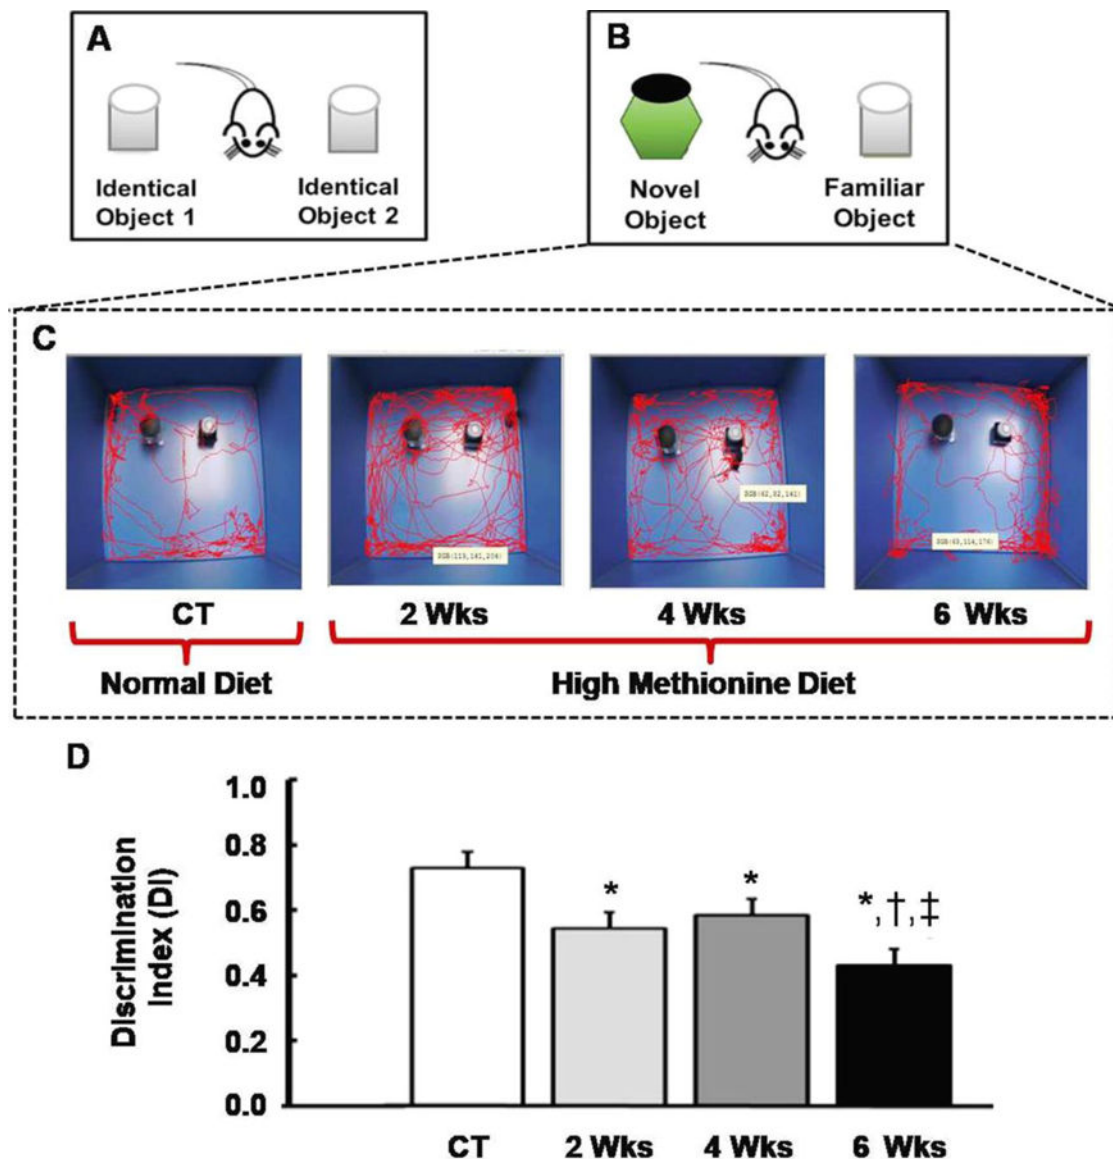 A
Identical
Object 1
Identical
Object 2
B
Novel
Object
Familiar
Object
C
CT
2 Wks
4 Wks
6 Wks
Normal Diet
High Methionine Diet
D
Discrimination
Index (DI)
1.0
0.8
0.6
0.4
0.2
0.0
*
*
*,†,‡
CT
2 Wks
4 Wks
6 Wks